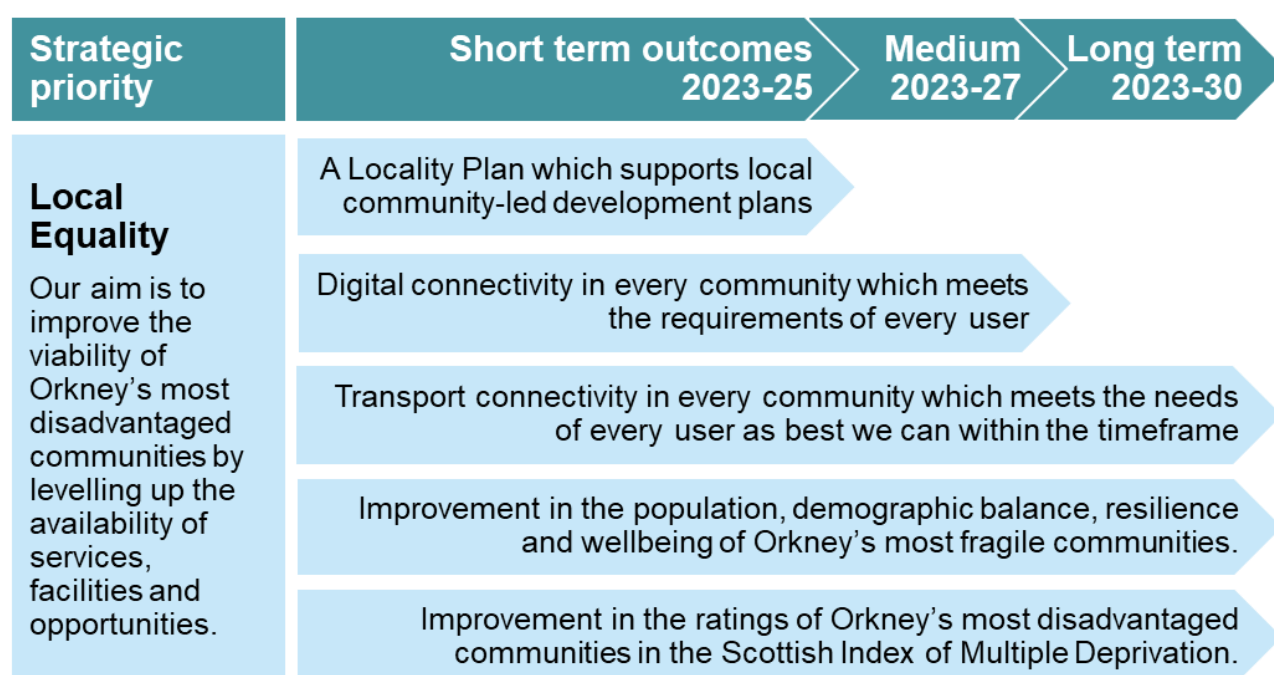 Strategic
priority
Short term outcomes
2023-25
Medium
2023-27
Long term
2023-30
Local
Equality
Our aim is to
improve the
viability of
Orkney's most
disadvantaged
communities by
levelling up the
availability of
services,
facilities and
opportunities.
A Locality Plan which supports local
community-led development plans
Digital connectivity in every community which meets
the requirements of every user
Transport connectivity in every community which meets the needs
of every user as best we can within the timeframe
Improvement in the population, demographic balance, resilience
and wellbeing of Orkney's most fragile communities.
Improvement in the ratings of Orkney's most disadvantaged
communities in the Scottish Index of Multiple Deprivation.